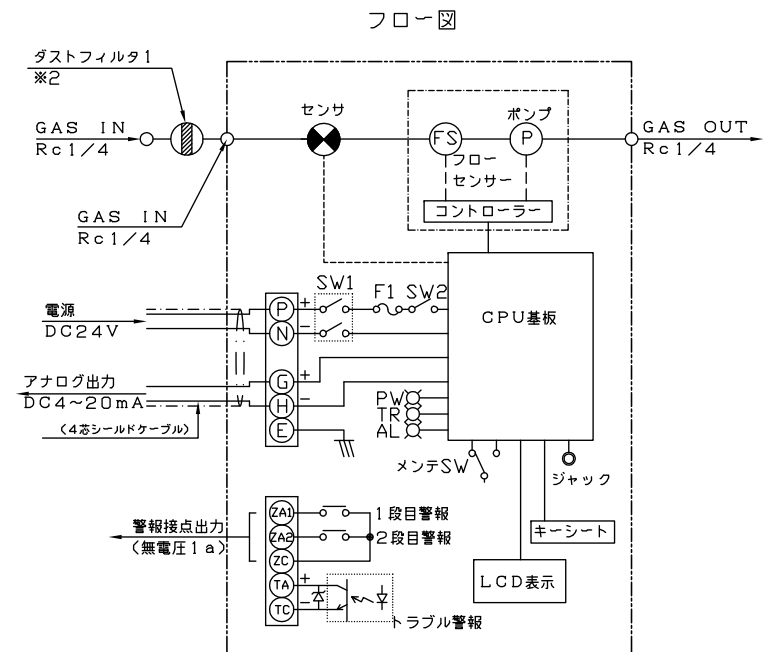 フロー図
ダストフィルタ1
※2
GAS IN
Rc1/4
GAS IN
Rc1/4
センサ
ポンプ
FS
P
フロー
センサー
コントローラー
GAS OUT
Rc1/4
電源
DC24V
アナログ出力
DC4~20mA
(4芯シールドケーブル)
P
+
N
-
G
+
H
-
E
SW1
F1
SW2
CPU基板
PW
TR
AL
メンテSW
ジャック
キーシート
LCD表示
警報接点出力
(無電圧1a)
ZA1
1段目警報
ZA2
2段目警報
ZC
TA
+
TC
-
トラブル警報